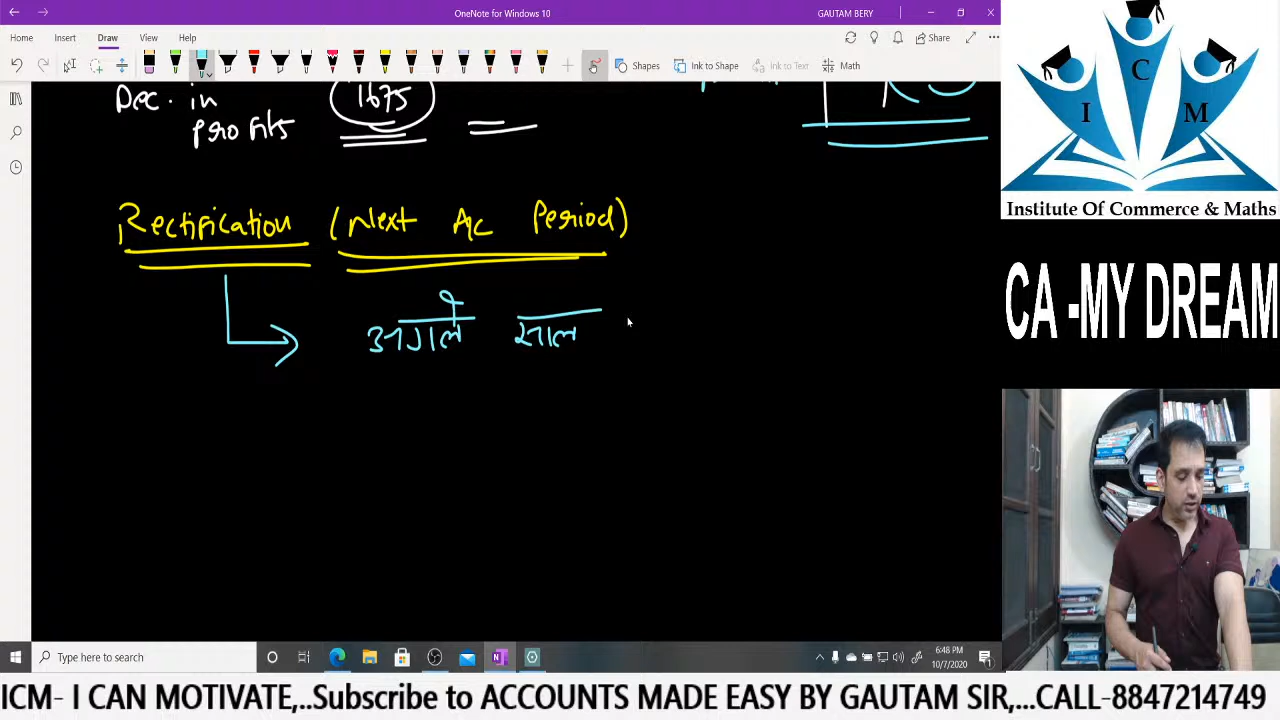 OneNote for Windows 10
GAUTAM BERY
Home Insert Draw View Help
Share
Shapes
Ink to Shape
Ink to Text
Math
Dec. in 1675
profits
Rectification (Next A/c Period)
अगले साल
I C M
Institute Of Commerce & Maths
CA -MY DREAM
Type here to search
6:48 PM
10/7/2020
ICM- I CAN MOTIVATE,..Subscribe to ACCOUNTS MADE EASY BY GAUTAM SIR,...CALL-8847214749